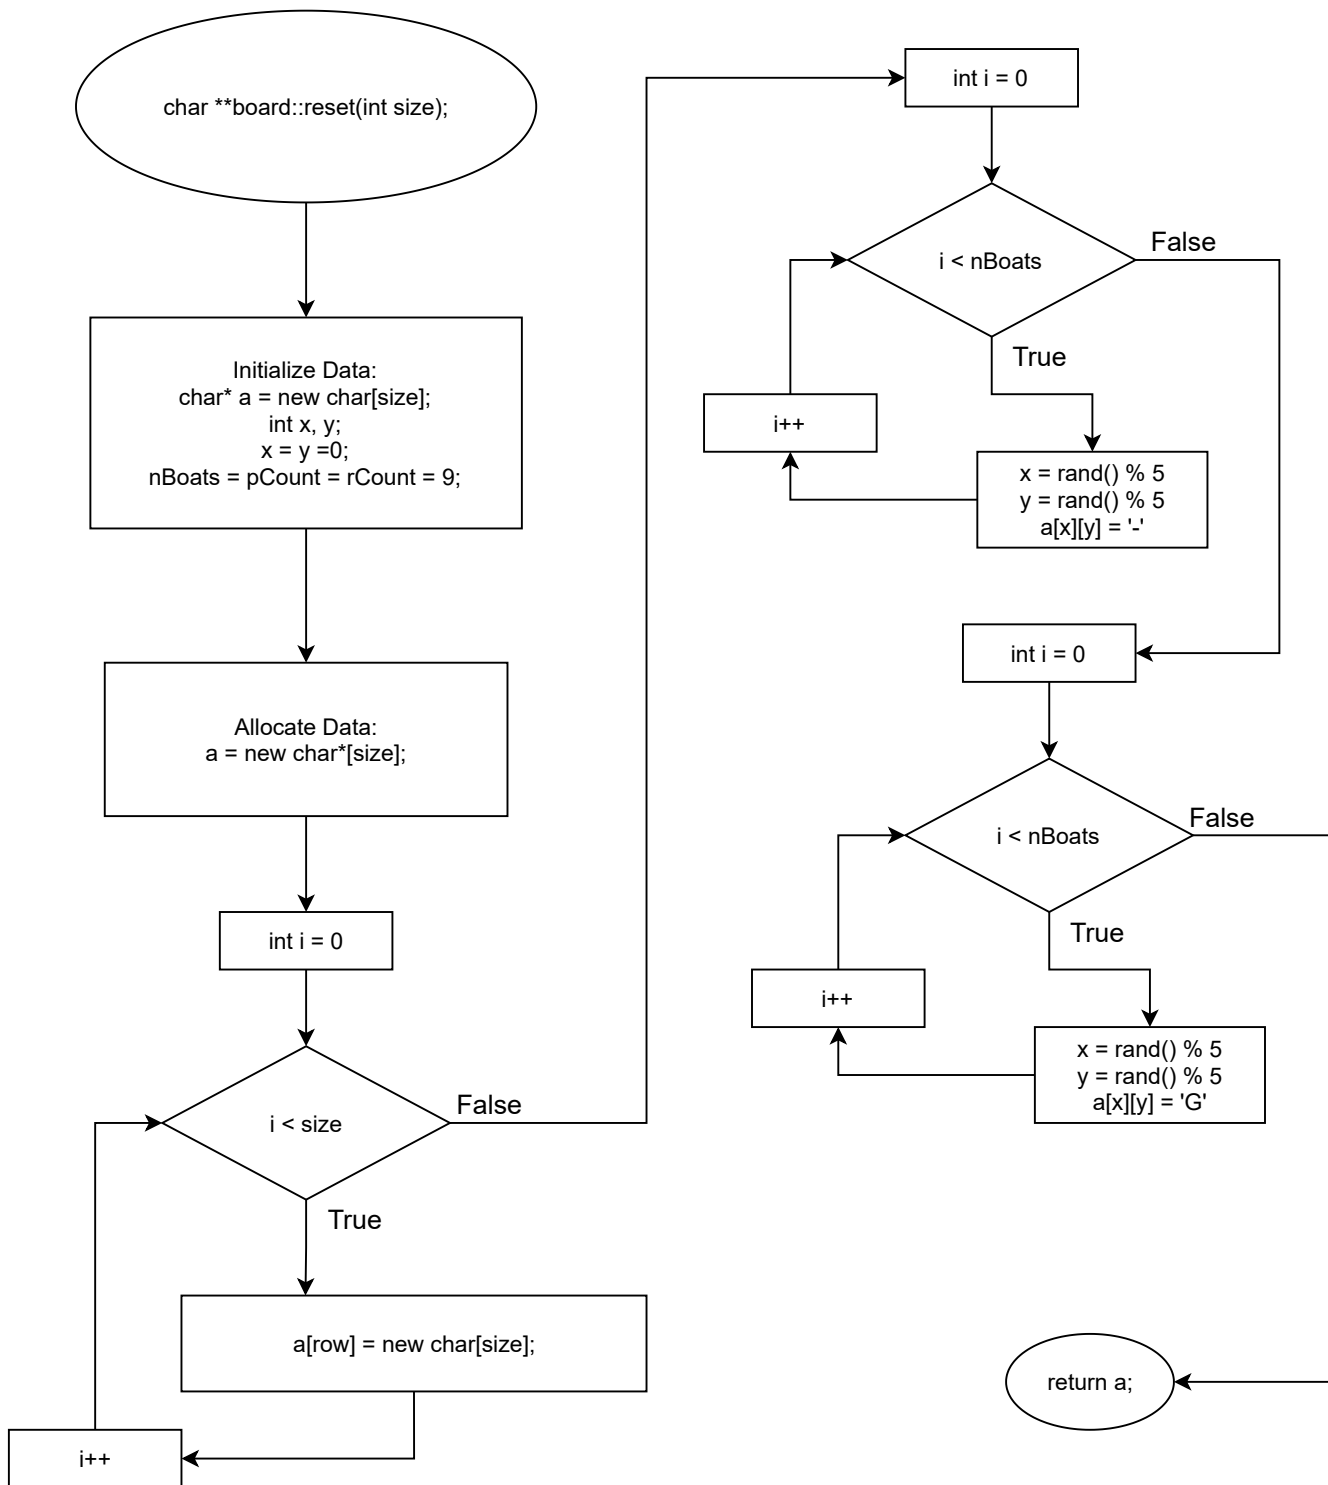 char **board::reset(int size);
Initialize Data:
char* a = new char[size];
int x, y;
x = y =0;
nBoats = pCount = rCount = 9;
Allocate Data:
a = new char*[size];
int i = 0
i < size
False
True
a[row] = new char[size];
i++
int i = 0
i < nBoats
False
True
i++
x = rand() % 5
y = rand() % 5
a[x][y] = '-'
int i = 0
i < nBoats
False
True
i++
x = rand() % 5
y = rand() % 5
a[x][y] = 'G'
return a;